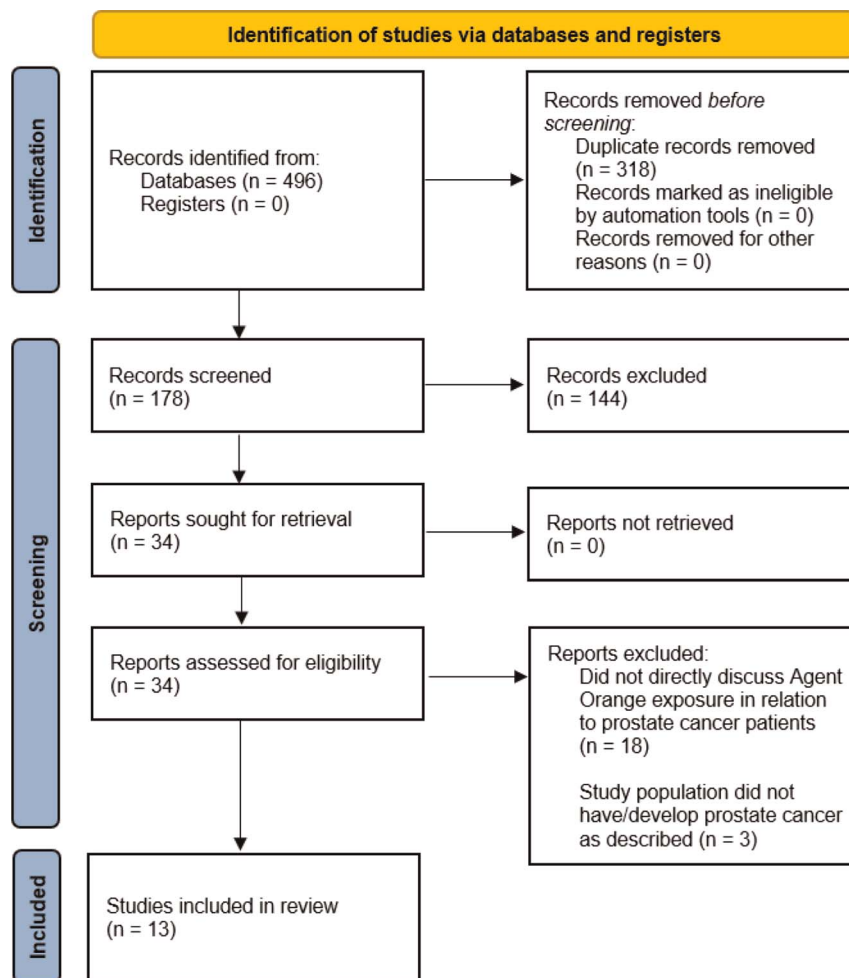 Identification of studies via databases and registers
Identification
Records identified from:
Databases (n = 496)
Registers (n = 0)
Records removed before
screening:
Duplicate records removed
(n = 318)
Records marked as ineligible
by automation tools (n = 0)
Records removed for other
reasons (n = 0)
Screening
Records screened
(n = 178)
Records excluded
(n = 144)
Reports sought for retrieval
(n = 34)
Reports not retrieved
(n = 0)
Reports assessed for eligibility
(n = 34)
Reports excluded:
Did not directly discuss Agent
Orange exposure in relation
to prostate cancer patients
(n = 18)
Study population did not
have/develop prostate cancer
as described (n = 3)
Included
Studies included in review
(n = 13)